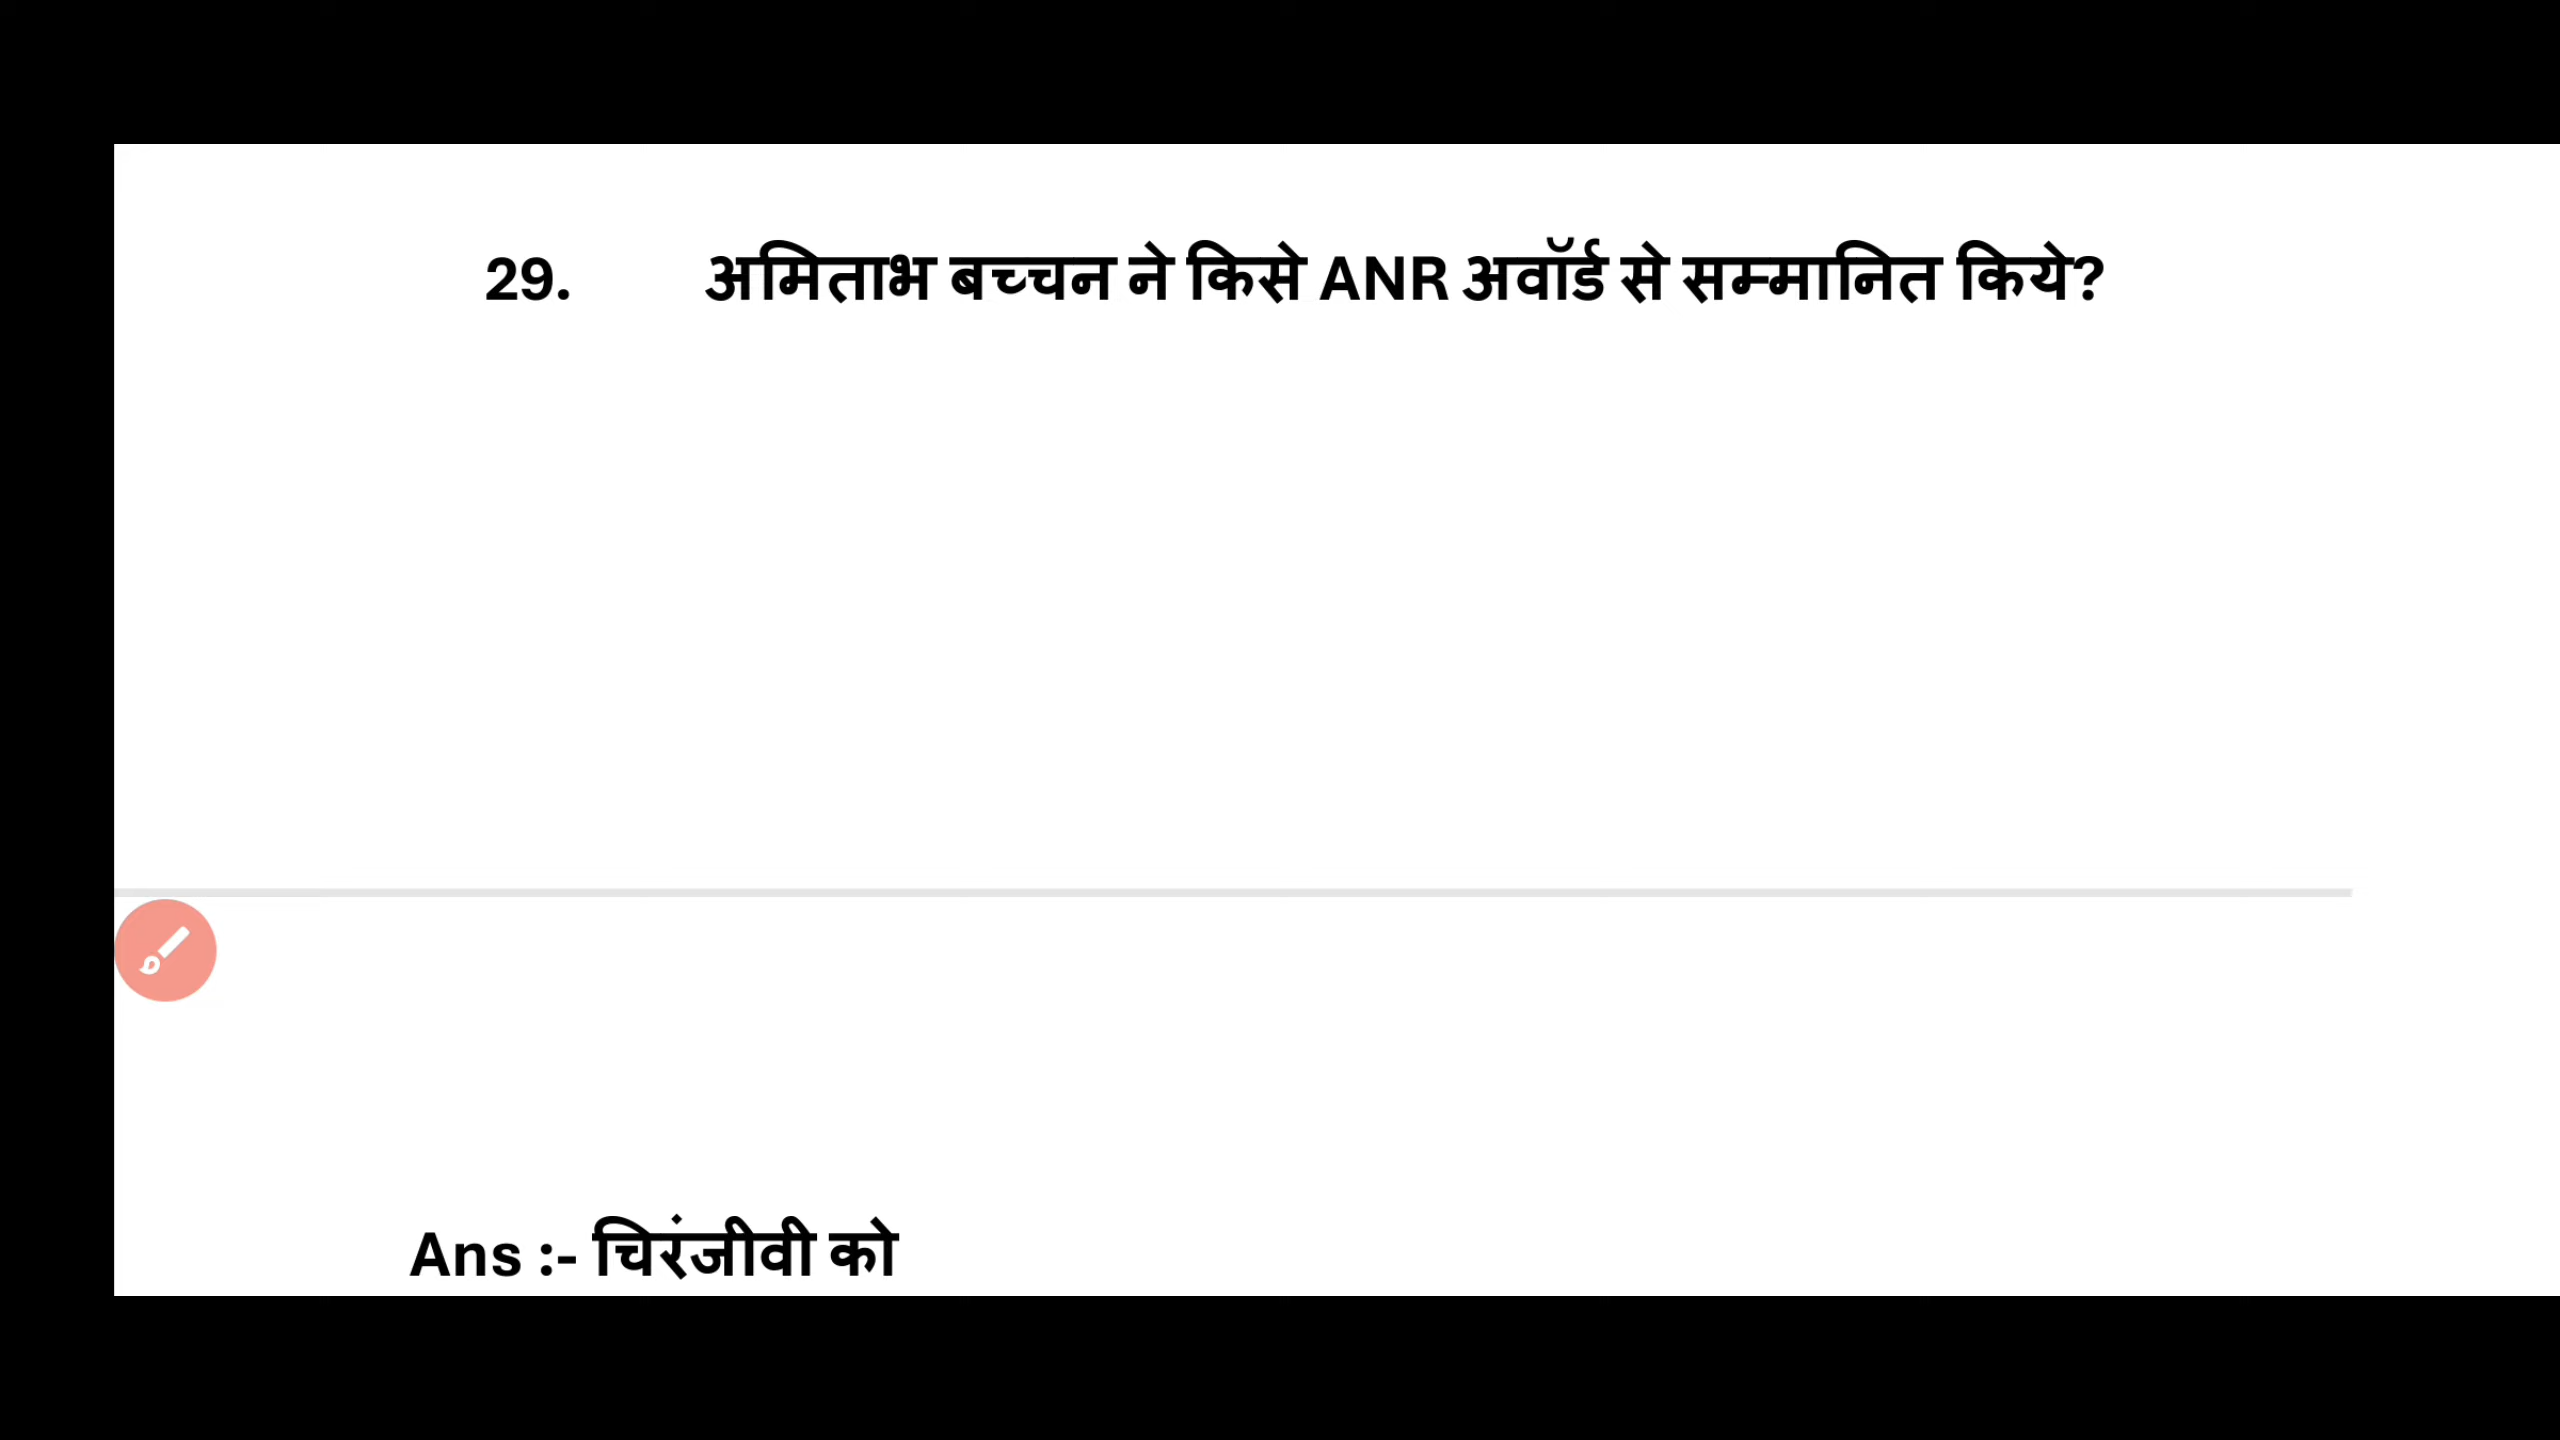 29. अमिताभ बच्चन ने किसे ANR अवॉर्ड से सम्मानित किये?
Ans :- चिरंजीवी को